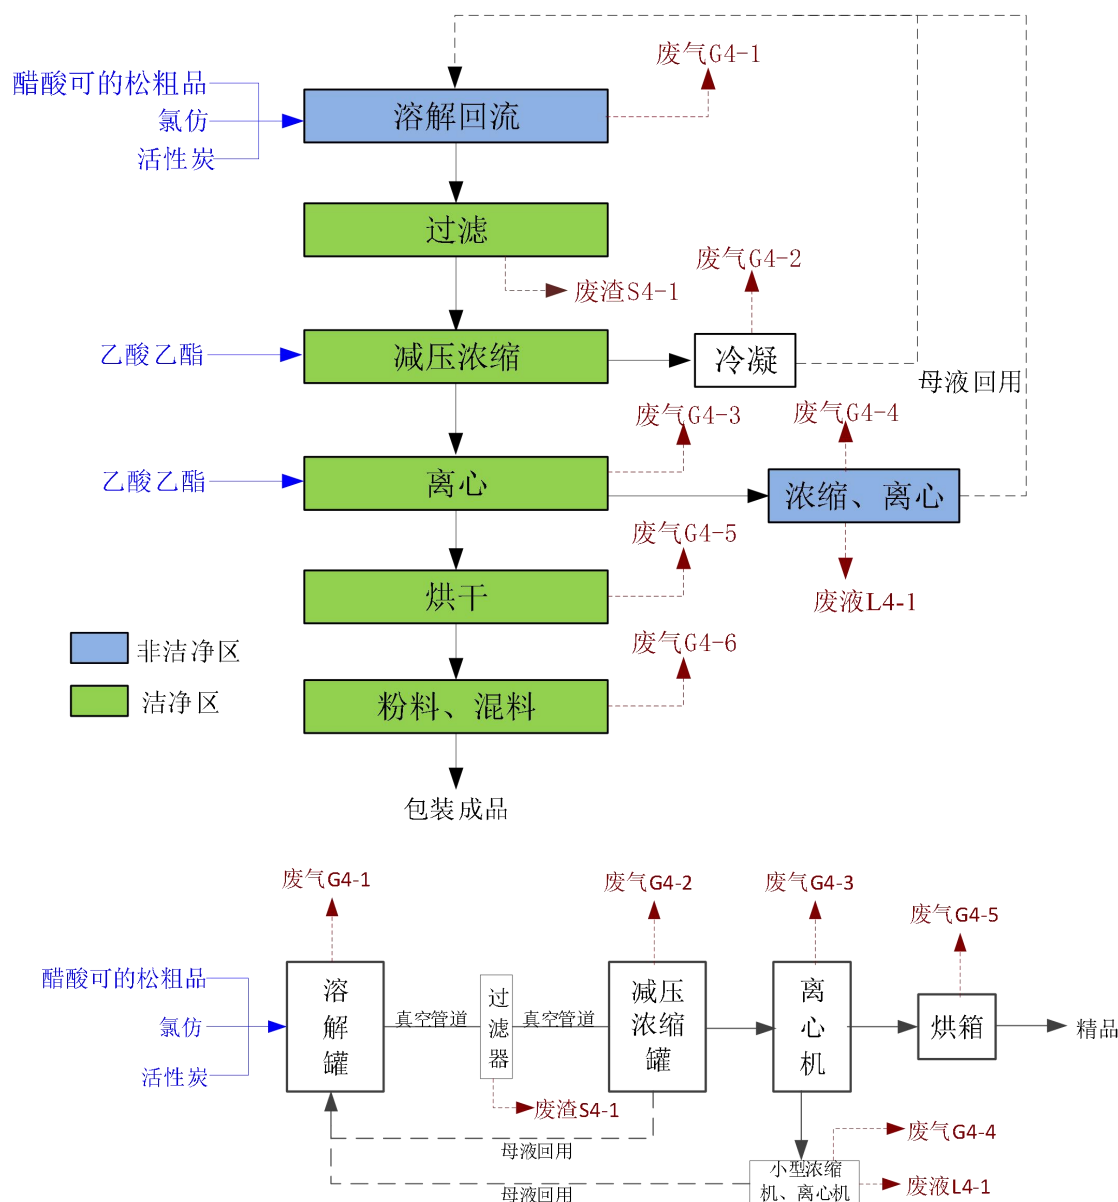 废气G4-1
醋酸可的松粗品
氯仿
活性炭
溶解回流
过滤
废渣S4-1
废气G4-2
乙酸乙酯
减压浓缩
冷凝
母液回用
废气G4-3
废气G4-4
乙酸乙酯
离心
浓缩、离心
废气G4-5
烘干
废液L4-1
非洁净区
废气G4-6
洁净区
粉料、混料
包装成品
废气G4-1
废气G4-2
废气G4-3
废气G4-5
醋酸可的松粗品
氯仿
活性炭
溶解罐
真空管道
过滤器
真空管道
减压
浓缩
罐
离心机
烘箱
精品
废渣S4-1
母液回用
废气G4-4
小型浓缩
机、离心机
废液L4-1
母液回用